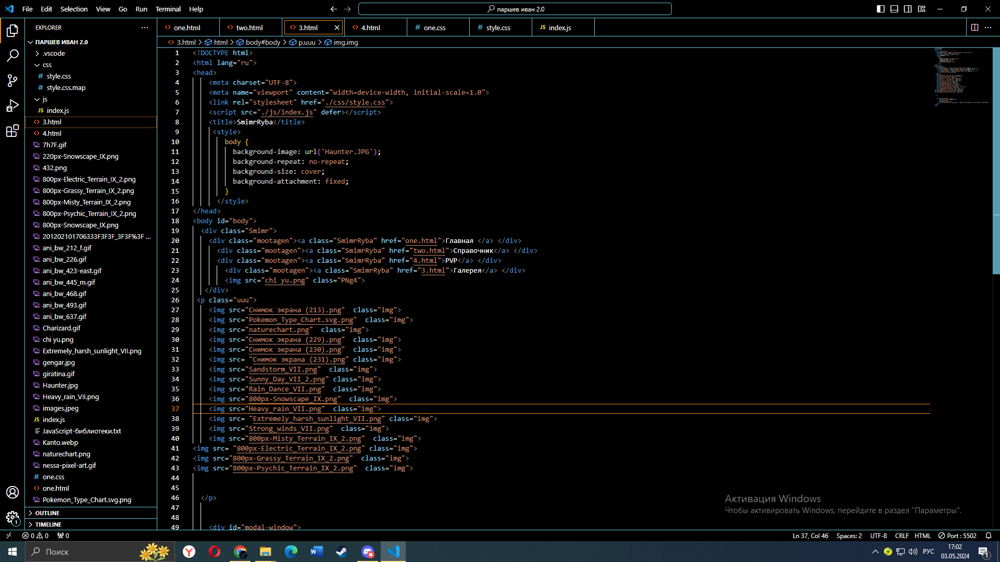 File Edit Selection View Go Run Terminal Help
паршев иван 2.0
EXPLORER
ПАРШЕВ ИВАН 2.0
.vscode
css
# style.css
# style.css.map
js
JS index.js
<> 3.html
<> 4.html
7h7F.gif
220px-Snowscape_IX.png
432.png
800px-Electric_Terrain_IX_2.png
800px-Grassy_Terrain_IX_2.png
800px-Misty_Terrain_IX_2.png
800px-Psychic_Terrain_IX_2.png
800px-Snowscape_IX.png
201202101706333F3F3F_3F3F%3F ...
ani_bw_212_f.gif
ani_bw_226.gif
ani_bw_423-east.gif
ani_bw_445_m.gif
ani_bw_468.gif
ani_bw_493.gif
ani_bw_637.gif
Charizard.gif
chi yu.png
Extremely_harsh_sunlight_VII.png
gengar.jpg
giratina.gif
Haunter.jpg
Heavy_rain_VII.png
images.jpeg
JS index.js
JavaScript-библиотеки.txt
Kanto.webp
naturechart.png
nessa-pixel-art.gif
# one.css
<> one.html
Pokemon_Type_Chart.svg.png
OUTLINE
TIMELINE
<> one.html <> two.html <> 3.html <> 4.html # one.css # style.css JS index.js
<> 3.html > html > body#body > p.uuu > img.img
1 <!DOCTYPE html>
2 <html lang="ru">
3 <head>
4 <meta charset="UTF-8">
5 <meta name="viewport" content="width=device-width, initial-scale=1.0">
6 <link rel="stylesheet" href="./css/style.css">
7 <script src="./js/index.js" defer></script>
8 <title>SmimrRyba</title>
9 <style>
10 body {
11 background-image: url('Haunter.JPG');
12 background-repeat: no-repeat;
13 background-size: cover;
14 background-attachment: fixed;
15 }
16 </style>
17 </head>
18 <body id="body">
19 <div class="Smimr">
20 <div class="mootagen"><a class="SmimrRyba" href="one.html">Главная </a> </div>
21 <div class="mootagen"><a class="SmimrRyba" href="two.html">Справочник</a> </div>
22 <div class="mootagen"><a class="SmimrRyba" href="4.html">PVP</a> </div>
23 <div class="mootagen"><a class="SmimrRyba" href="3.html">Галерея</a> </div>
24 <img src="chi yu.png" class="PNg4">
25 </div>
26 <p class="uuu">
27 <img src="Снимок экрана (213).png"  class="img">
28 <img src="Pokemon_Type_Chart.svg.png"  class="img">
29 <img src="naturechart.png"  class="img">
30 <img src="Снимок экрана (229).png"  class="img">
31 <img src="Снимок экрана (230).png"  class="img">
32 <img src= "Снимок экрана (231).png" class="img">
33 <img src="Sandstorm_VII.png"  class="img">
34 <img src="Sunny_Day_VII_2.png" class="img">
35 <img src="Rain_Dance_VII.png"  class="img">
36 <img src="800px-Snowscape_IX.png"  class="img">
37 <img src="Heavy_rain_VII.png"  class="img">
38 <img src= "Extremely_harsh_sunlight_VII.png" class="img">
39 <img src="Strong_winds_VII.png"  class="img">
40 <img src="800px-Misty_Terrain_IX_2.png"  class="img">
41 <img src= "800px-Electric_Terrain_IX_2.png" class="img">
42 <img src="800px-Grassy_Terrain_IX_2.png"  class="img">
43 <img src="800px-Psychic_Terrain_IX_2.png"  class="img">
44
45
46 </p>
47
48
49 <div id="modal-window">
Активация Windows
Чтобы активировать Windows, перейдите в раздел "Параметры".
0 0 0
Ln 37, Col 46 Spaces: 2 UTF-8 CRLF HTML Port : 5502
1
Поиск
РУС
17:02
03.05.2024
1